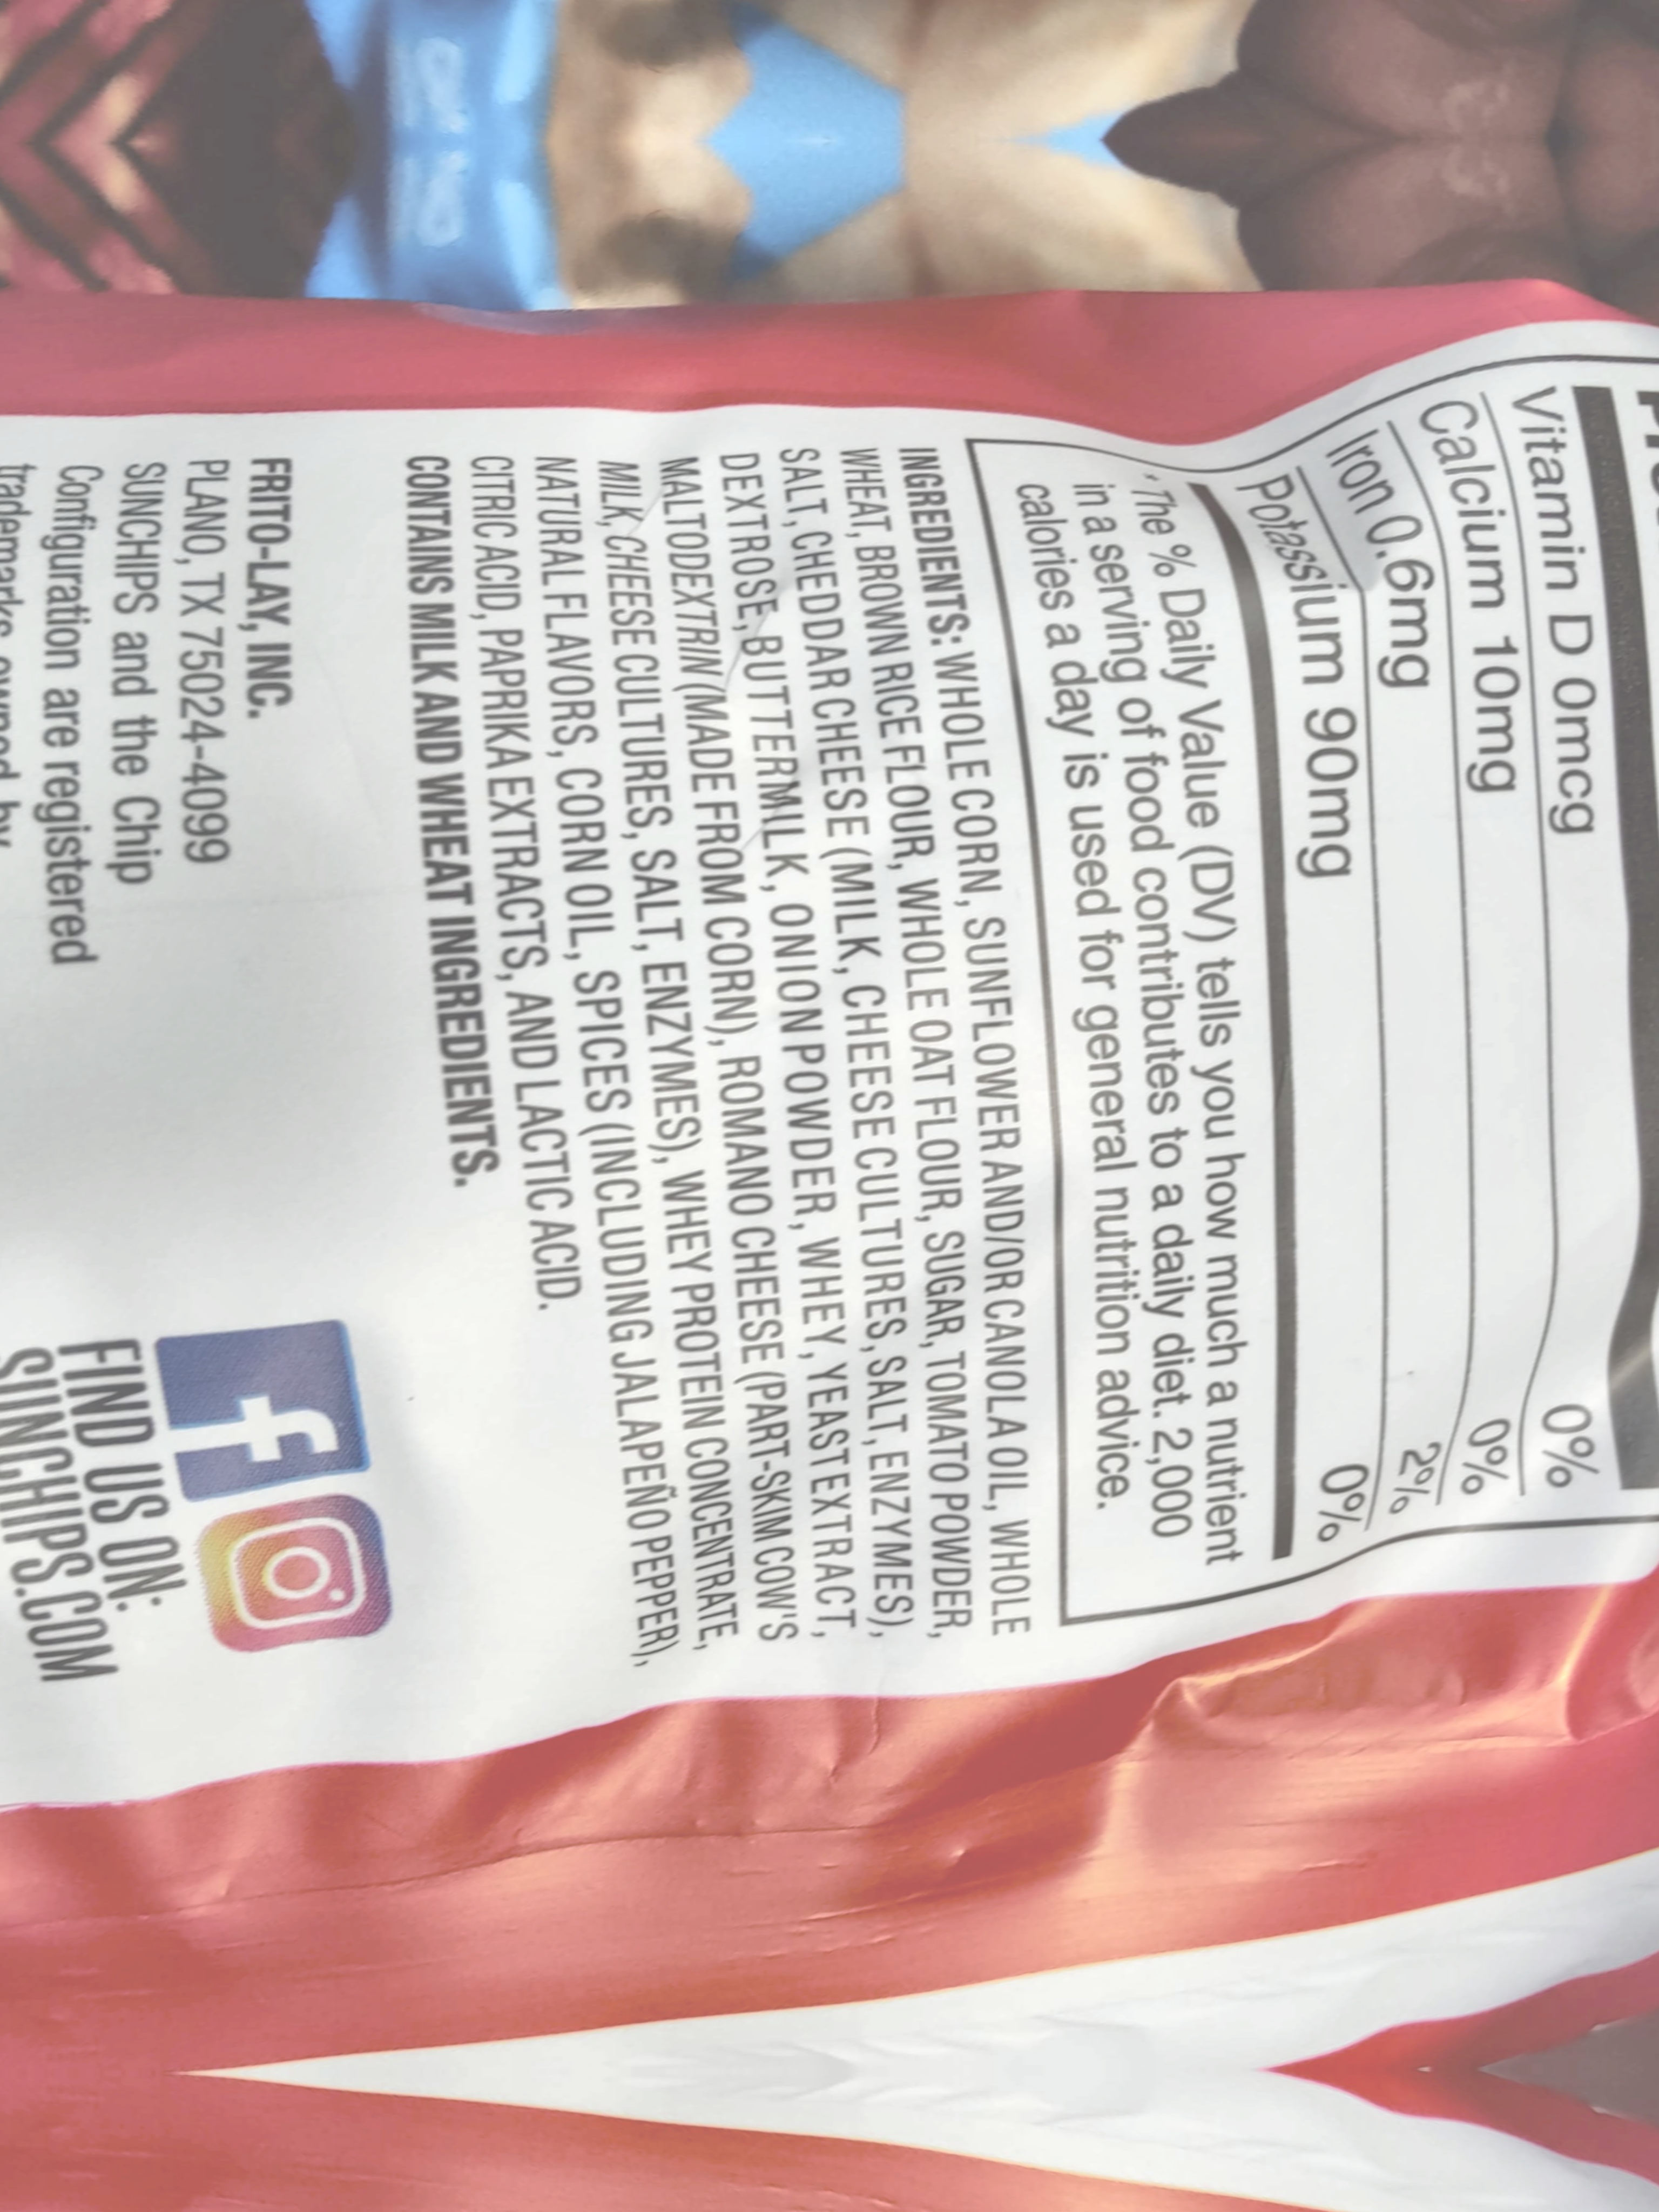 Vitamin D 0mcg 0%
Calcium 10mg 0%
Iron 0.6mg 2%
Potassium 90mg 0%
* The % Daily Value (DV) tells you how much a nutrient
in a serving of food contributes to a daily diet. 2,000
calories a day is used for general nutrition advice.
INGREDIENTS: WHOLE CORN, SUNFLOWER AND/OR CANOLA OIL, WHOLE
WHEAT, BROWN RICE FLOUR, WHOLE OAT FLOUR, SUGAR, TOMATO POWDER,
SALT, CHEDDAR CHEESE (MILK, CHEESE CULTURES, SALT, ENZYMES),
DEXTROSE, BUTTERMILK, ONION POWDER, WHEY, YEAST EXTRACT,
MALTODEXTRIN (MADE FROM CORN), ROMANO CHEESE (PART-SKIM COW'S
MILK, CHEESE CULTURES, SALT, ENZYMES), WHEY PROTEIN CONCENTRATE,
NATURAL FLAVORS, CORN OIL, SPICES (INCLUDING JALAPEÑO PEPPER),
CITRIC ACID, PAPRIKA EXTRACTS, AND LACTIC ACID.
CONTAINS MILK AND WHEAT INGREDIENTS.
FRITO-LAY, INC.
PLANO, TX 75024-4099
SUNCHIPS and the Chip
Configuration are registered
trademarks owned by
FIND US ON:
SUNCHIPS.COM